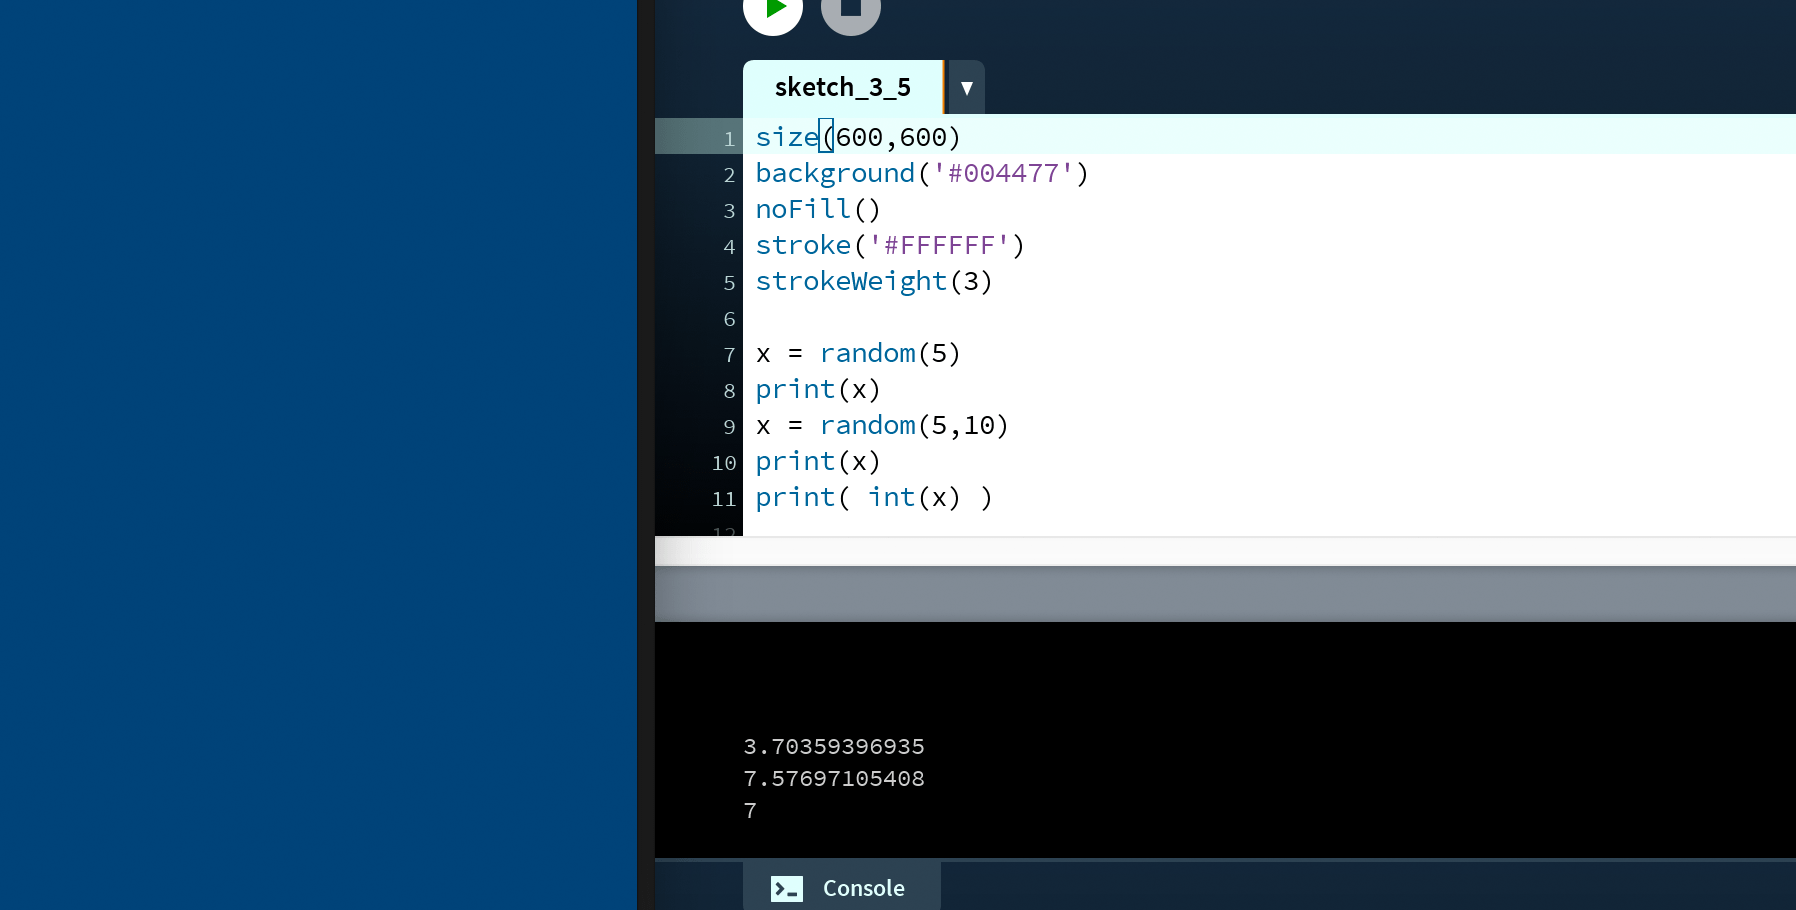 sketch_3_5 ▼
1 size(600,600)
2 background('#004477')
3 noFill()
4 stroke('#FFFFFF')
5 strokeWeight(3)
6
7 x = random(5)
8 print(x)
9 x = random(5,10)
10 print(x)
11 print( int(x) )
12
3.70359396935
7.57697105408
7
Console